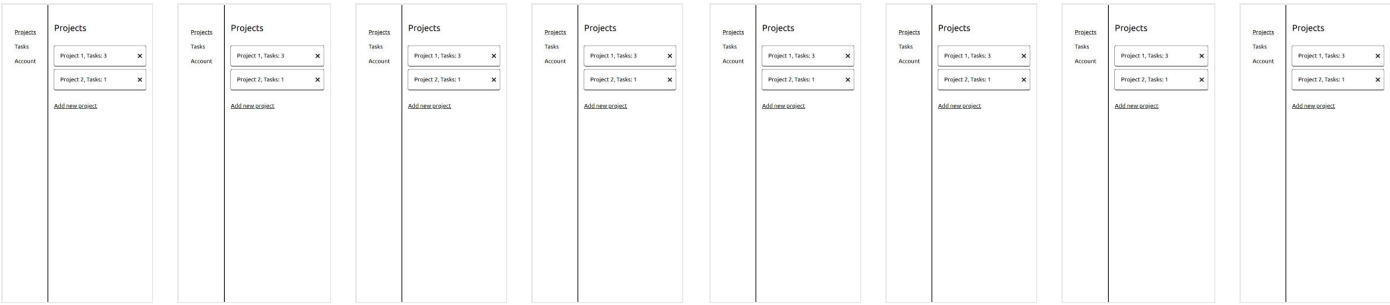 Projects
Tasks
Account
Projects
Project 1, Tasks: 3 ×
Project 2, Tasks: 1 ×
Add new project
Projects
Tasks
Account
Projects
Project 1, Tasks: 3 ×
Project 2, Tasks: 1 ×
Add new project
Projects
Tasks
Account
Projects
Project 1, Tasks: 3 ×
Project 2, Tasks: 1 ×
Add new project
Projects
Tasks
Account
Projects
Project 1, Tasks: 3 ×
Project 2, Tasks: 1 ×
Add new project
Projects
Tasks
Account
Projects
Project 1, Tasks: 3 ×
Project 2, Tasks: 1 ×
Add new project
Projects
Tasks
Account
Projects
Project 1, Tasks: 3 ×
Project 2, Tasks: 1 ×
Add new project
Projects
Tasks
Account
Projects
Project 1, Tasks: 3 ×
Project 2, Tasks: 1 ×
Add new project
Projects
Tasks
Account
Projects
Project 1, Tasks: 3 ×
Project 2, Tasks: 1 ×
Add new project